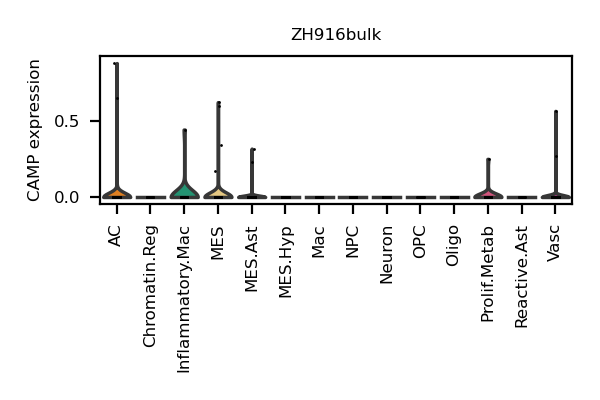 ZH916bulk
CAMP expression
0.5
0.0
AC
Chromatin.Reg
Inflammatory.Mac
MES
MES.Ast
MES.Hyp
Mac
NPC
Neuron
OPC
Oligo
Prolif.Metab
Reactive.Ast
Vasc